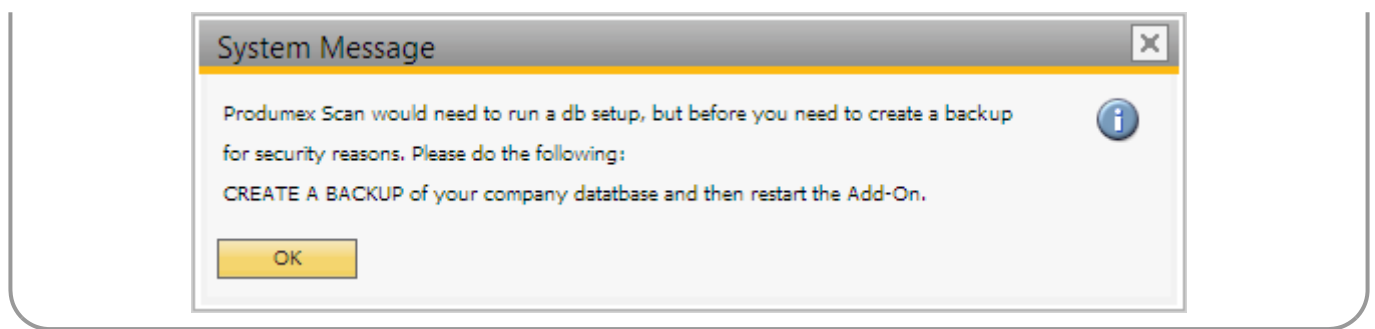 System Message
Produmex Scan would need to run a db setup, but before you need to create a backup
for security reasons. Please do the following:
CREATE A BACKUP of your company datatbase and then restart the Add-On.
OK